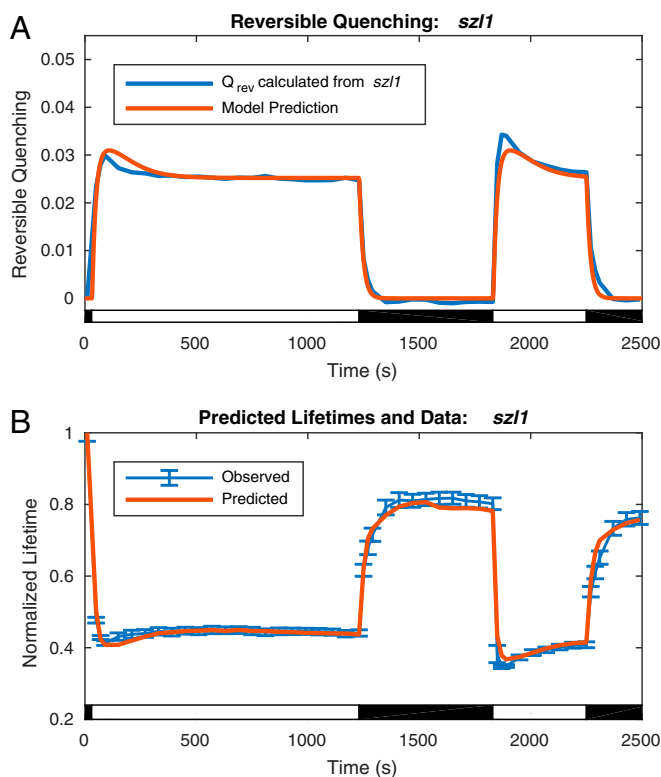 A
Reversible Quenching: szl1
0.05
0.04
0.03
0.02
0.01
0
Reversible Quenching
Qrev calculated from szl1
Model Prediction
0 500 1000 1500 2000 2500
Time (s)
B
Predicted Lifetimes and Data: szl1
1
0.8
0.6
0.4
0.2
Normalized Lifetime
Observed
Predicted
0 500 1000 1500 2000 2500
Time (s)